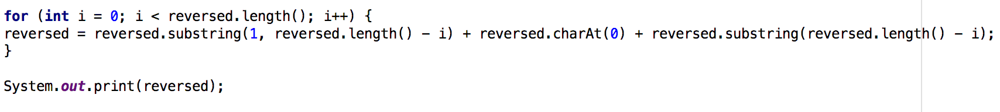 for (int i = 0; i < reversed.length(); i++) {
reversed = reversed.substring(1, reversed.length() - i) + reversed.charAt(0) + reversed.substring(reversed.length() - i);
}
System.out.print(reversed);